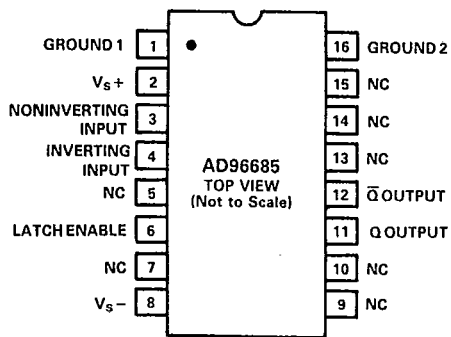 GROUND 1 1
16 GROUND 2
Vs+ 2
15 NC
NONINVERTING
INPUT 3
14 NC
INVERTING
INPUT 4
13 NC
AD96685
TOP VIEW
(Not to Scale)
NC 5
12 Q̅ OUTPUT
LATCH ENABLE 6
11 Q OUTPUT
NC 7
10 NC
Vs− 8
9 NC